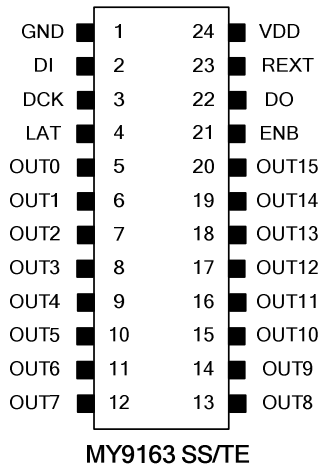 GND 1 24 VDD
DI 2 23 REXT
DCK 3 22 DO
LAT 4 21 ENB
OUT0 5 20 OUT15
OUT1 6 19 OUT14
OUT2 7 18 OUT13
OUT3 8 17 OUT12
OUT4 9 16 OUT11
OUT5 10 15 OUT10
OUT6 11 14 OUT9
OUT7 12 13 OUT8
MY9163 SS/TE